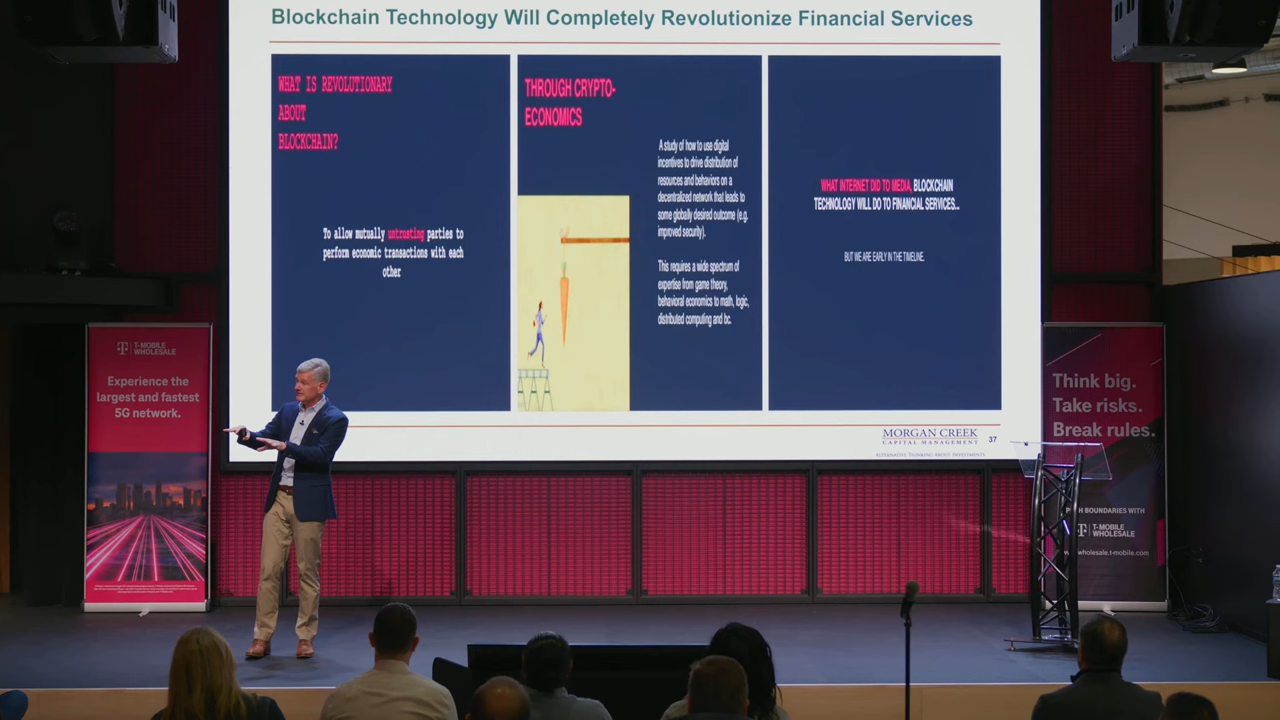 Blockchain Technology Will Completely Revolutionize Financial Services
WHAT IS REVOLUTIONARY
ABOUT
BLOCKCHAIN?
To allow mutually untrusting parties to
perform economic transactions with each
other
THROUGH CRYPTO-
ECONOMICS
A study of how to use digital
incentives to drive distribution of
resources and behaviors on a
decentralized network that leads to
some globally desired outcome (e.g.
improved security).
This requires a wide spectrum of
expertise from game theory,
behavioral economics to math, logic,
distributed computing and bc.
WHAT INTERNET DID TO MEDIA, BLOCKCHAIN
TECHNOLOGY WILL DO TO FINANCIAL SERVICES...
BUT WE ARE EARLY IN THE TIMELINE.
MORGAN CREEK
CAPITAL MANAGEMENT
37
ALTERNATIVE THINKING ABOUT INVESTMENTS
T-MOBILE
WHOLESALE
Experience the
largest and fastest
5G network.
Think big.
Take risks.
Break rules.
H BOUNDARIES WITH
T-MOBILE
WHOLESALE
wholesale.t-mobile.com